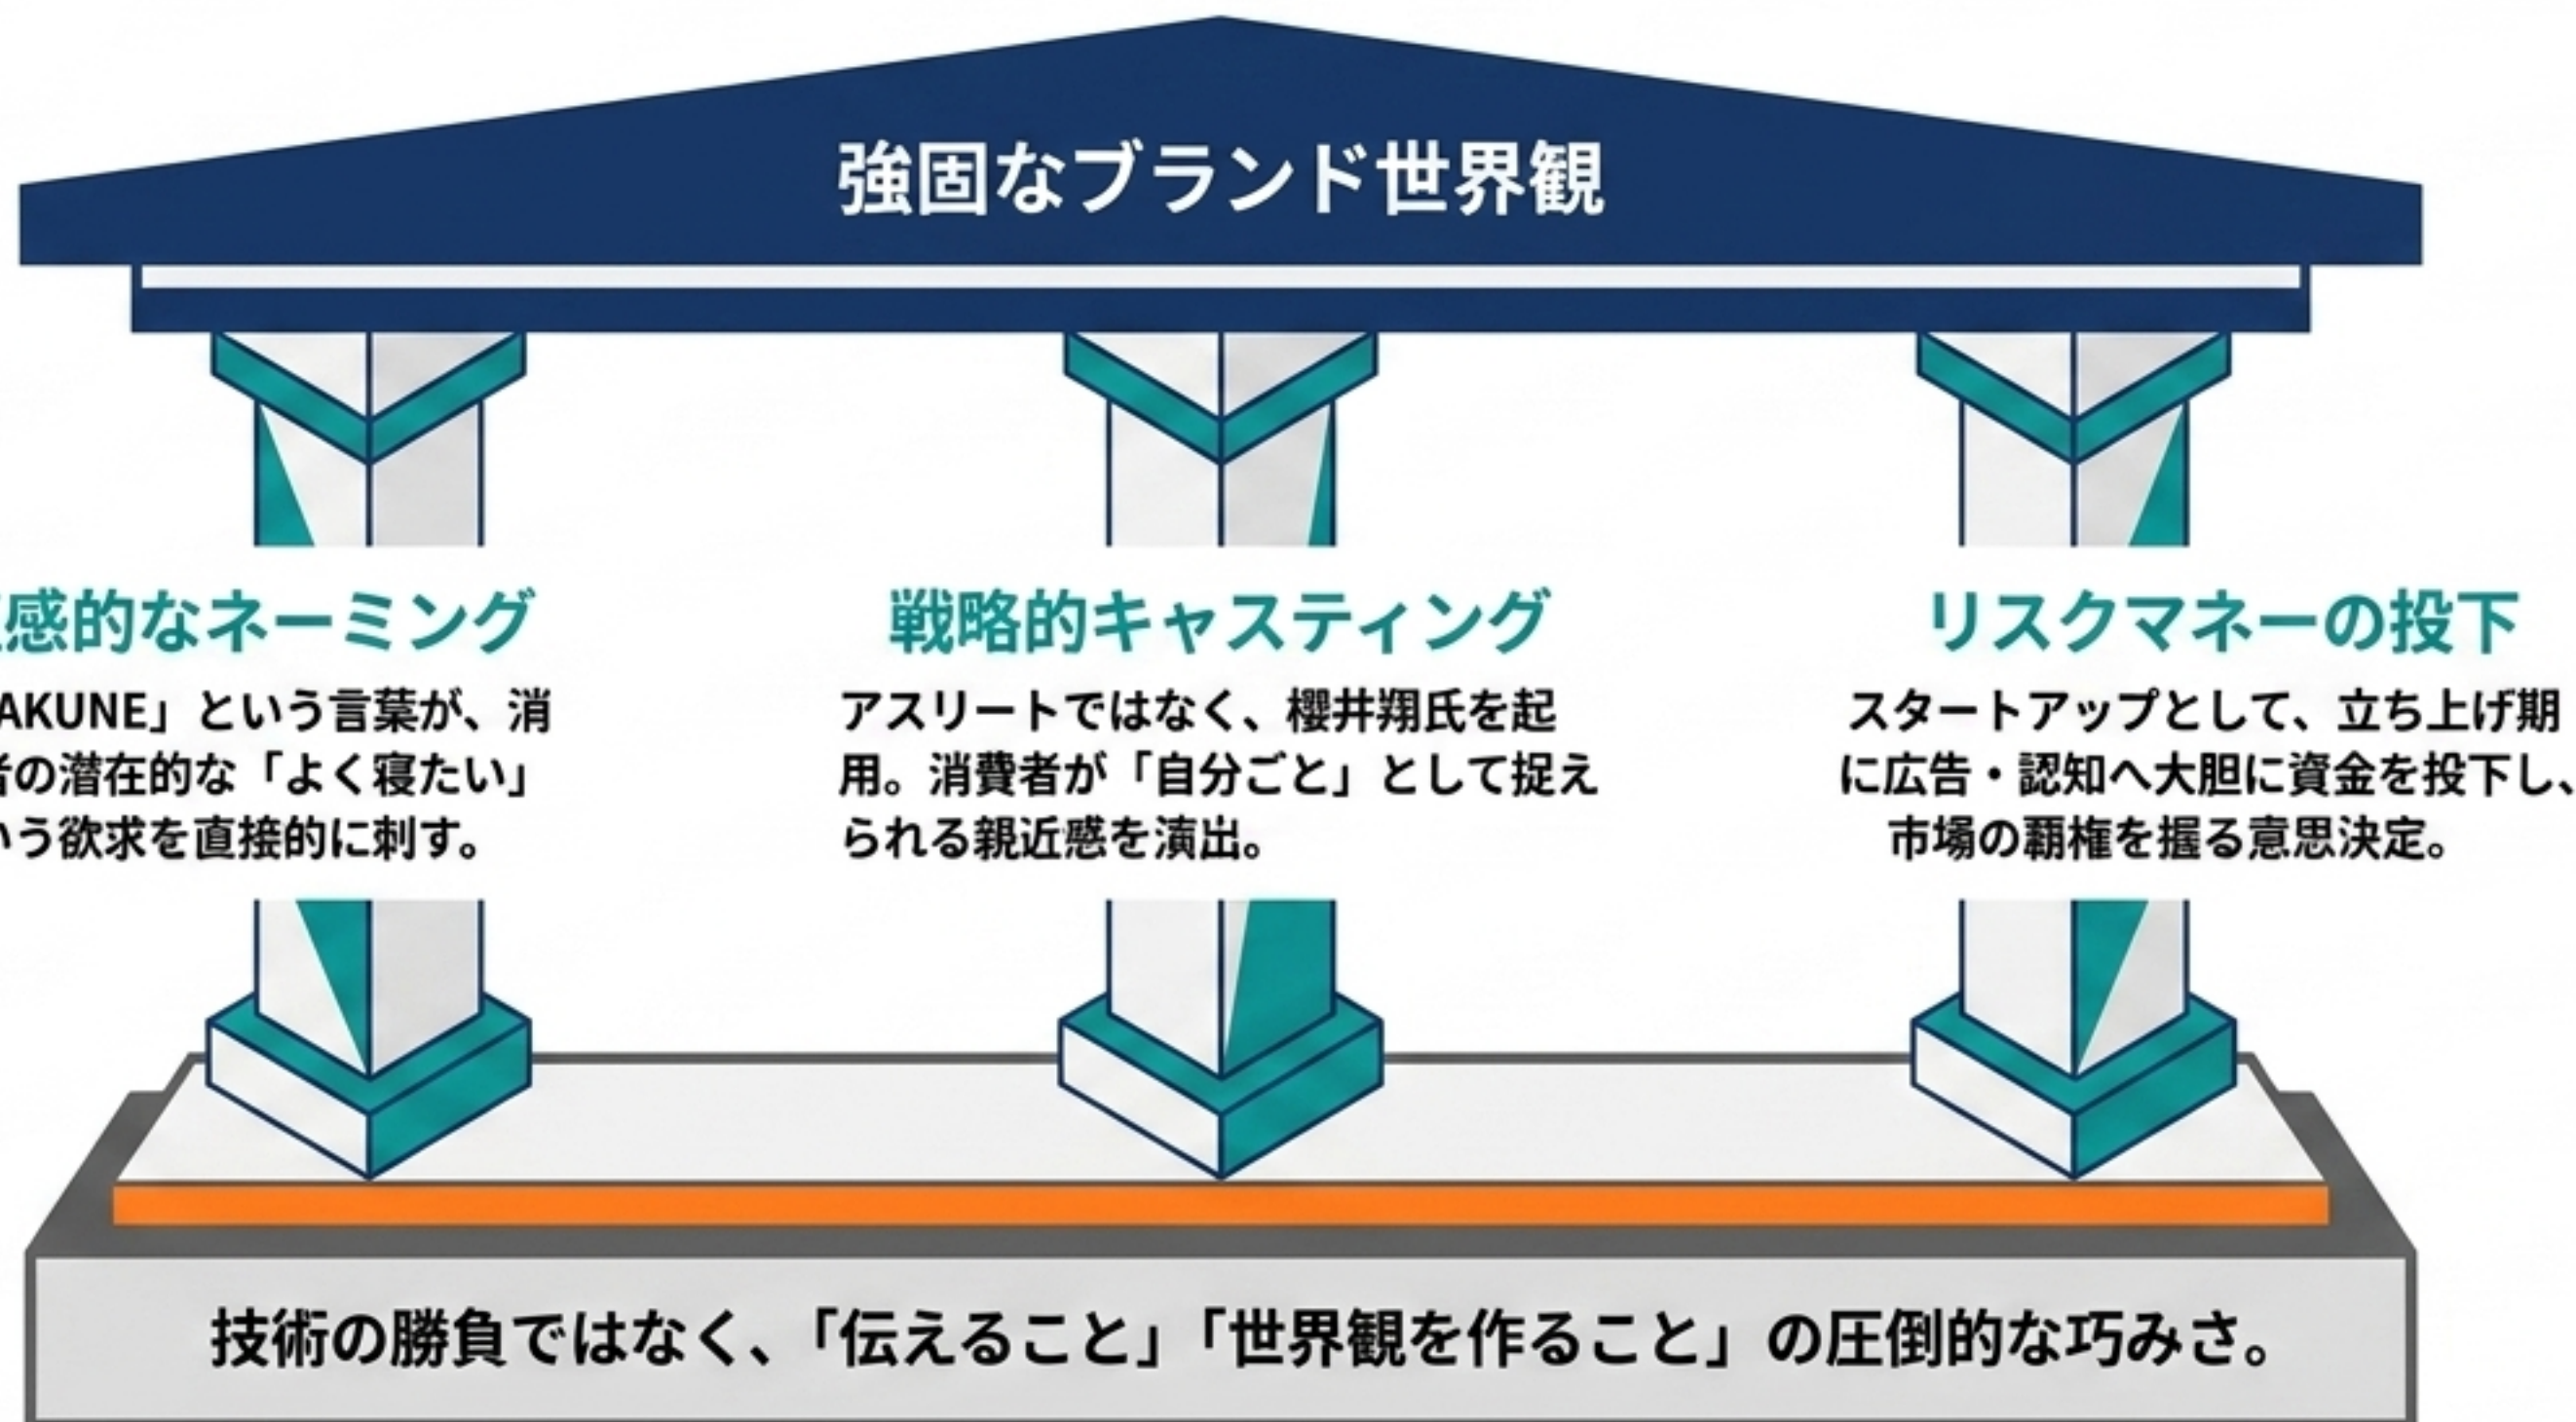 強固なブランド世界観
感的なネーミング
AKUNE」という言葉が、消
者の潜在的な「よく寝たい」
いう欲求を直接的に刺す。
戦略的キャスティング
アスリートではなく、櫻井翔氏を起
用。消費者が「自分ごと」として捉え
られる親近感を演出。
リスクマネーの投下
スタートアップとして、立ち上げ期
に広告・認知へ大胆に資金を投下し、
市場の覇権を握る意思決定。
技術の勝負ではなく、「伝えること」「世界観を作ること」の圧倒的な巧みさ。